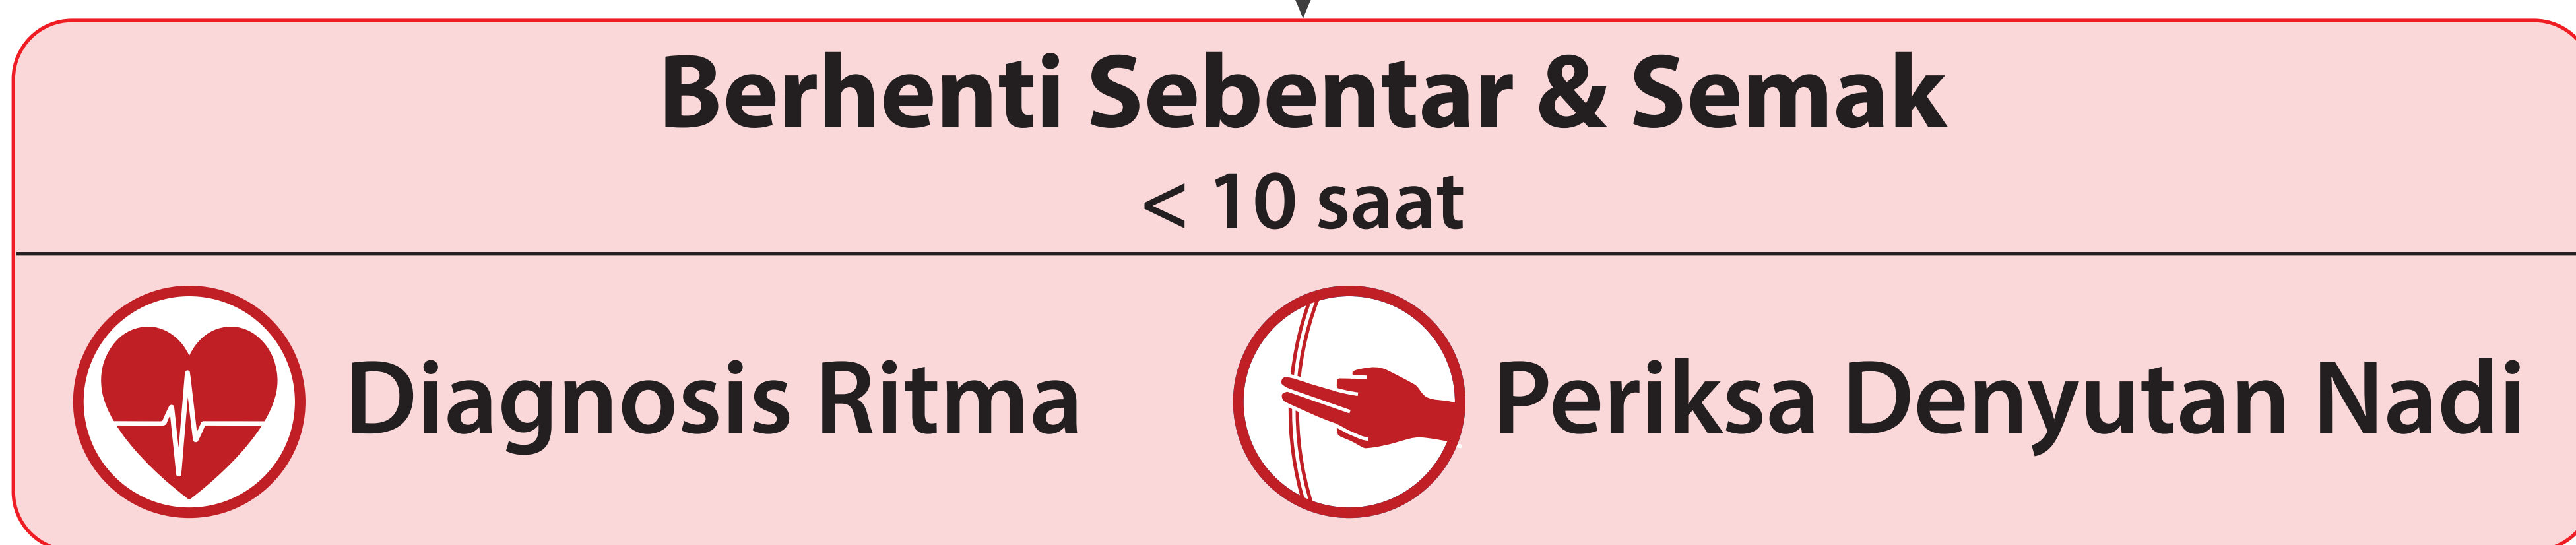 Berhenti Sebentar & Semak
< 10 saat
Diagnosis Ritma
Periksa Denyutan Nadi